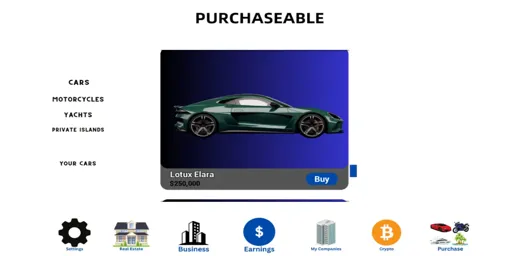 PURCHASEABLE
CARS
MOTORCYCLES
YACHTS
PRIVATE ISLANDS
YOUR CARS
Lotux Elara
$250,000
Buy
Settings
Real Estate
Business
$
Earnings
My Companies
Crypto
Purchase